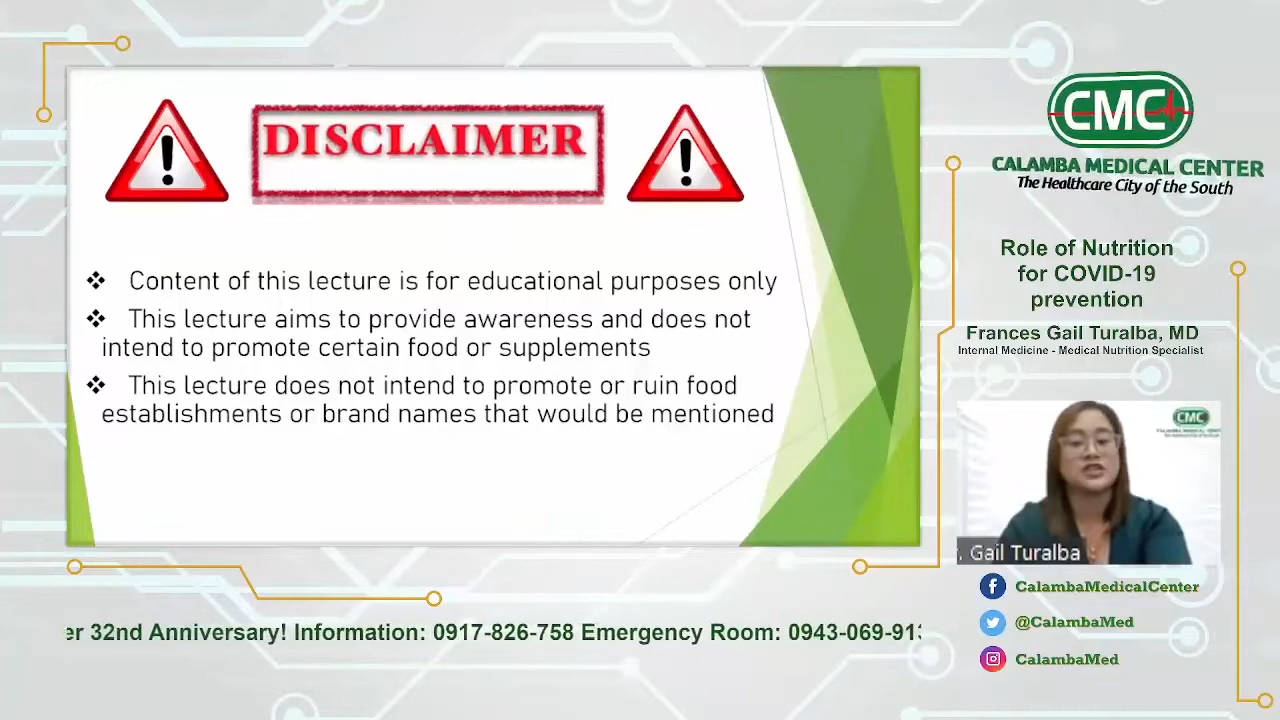 DISCLAIMER
❖ Content of this lecture is for educational purposes only
❖ This lecture aims to provide awareness and does not
intend to promote certain food or supplements
❖ This lecture does not intend to promote or ruin food
establishments or brand names that would be mentioned
CMC
CALAMBA MEDICAL CENTER
The Healthcare City of the South
Role of Nutrition
for COVID-19
prevention
Frances Gail Turalba, MD
Internal Medicine - Medical Nutrition Specialist
CMC
. Gail Turalba
CalambaMedicalCenter
@CalambaMed
CalambaMed
er 32nd Anniversary! Information: 0917-826-758 Emergency Room: 0943-069-913